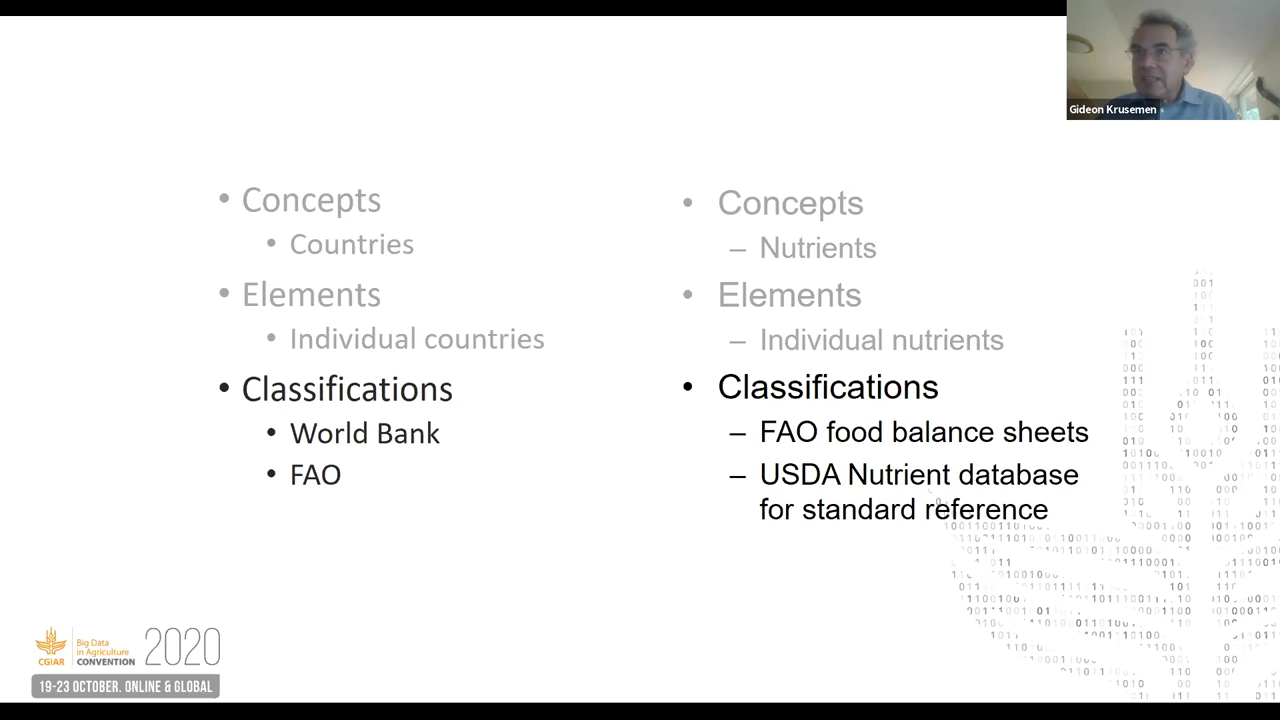 Gideon Krusemen
• Concepts
• Countries
• Elements
• Individual countries
• Classifications
• World Bank
• FAO
• Concepts
– Nutrients
• Elements
– Individual nutrients
• Classifications
– FAO food balance sheets
– USDA Nutrient database
for standard reference
CGIAR
Big Data
in Agriculture
CONVENTION
2020
19-23 OCTOBER. ONLINE & GLOBAL